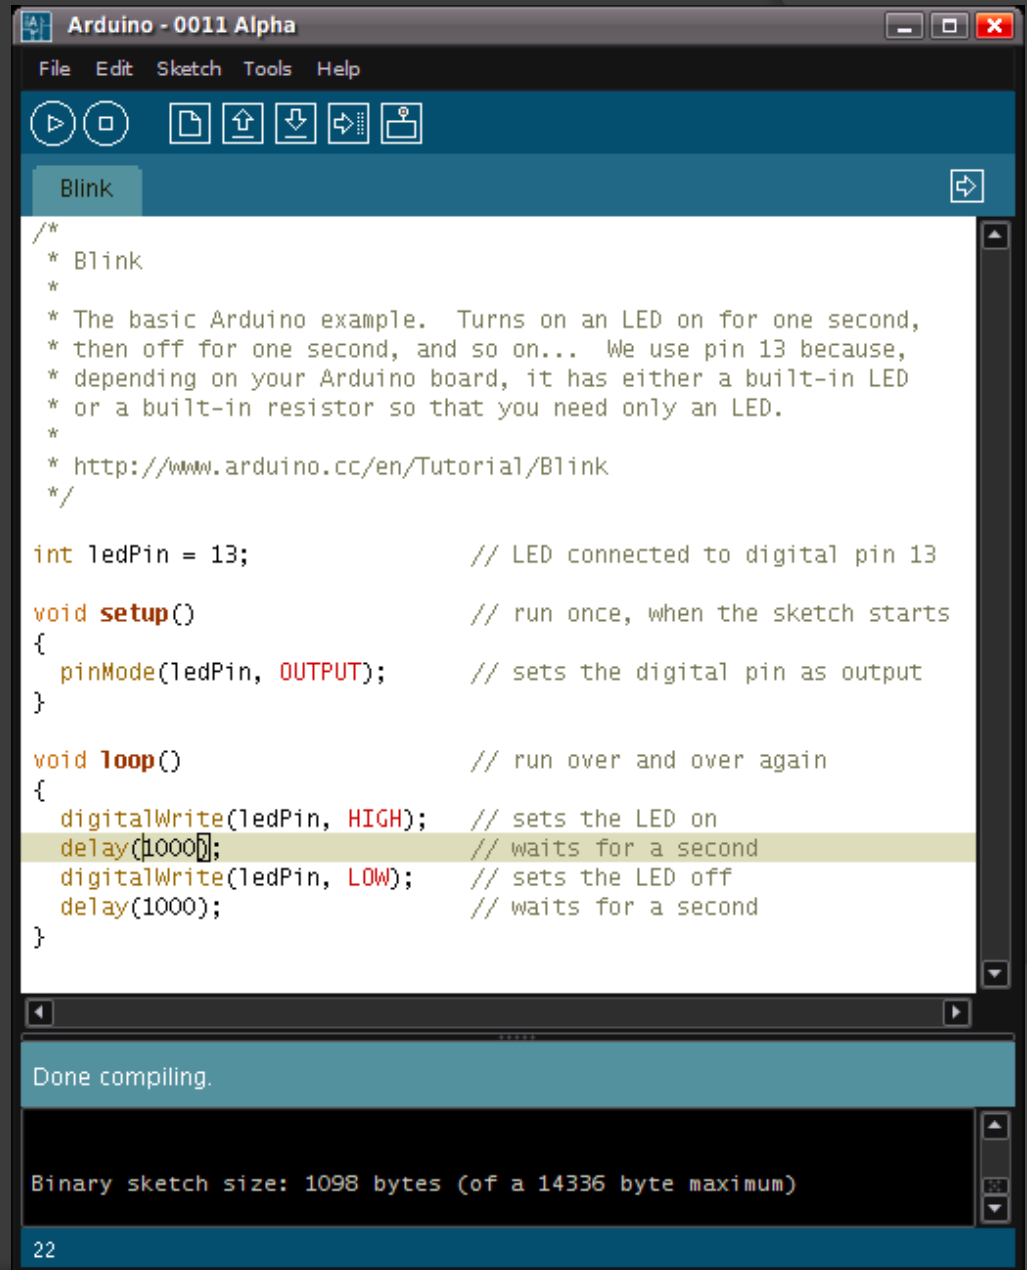 Arduino - 0011 Alpha
File Edit Sketch Tools Help
Blink
/*
 * Blink
 *
 * The basic Arduino example.  Turns on an LED on for one second,
 * then off for one second, and so on...  We use pin 13 because,
 * depending on your Arduino board, it has either a built-in LED
 * or a built-in resistor so that you need only an LED.
 *
 * http://www.arduino.cc/en/Tutorial/Blink
 */
int ledPin = 13;                // LED connected to digital pin 13
void setup()                    // run once, when the sketch starts
{
  pinMode(ledPin, OUTPUT);      // sets the digital pin as output
}
void loop()                     // run over and over again
{
  digitalWrite(ledPin, HIGH);   // sets the LED on
  delay(1000);                  // waits for a second
  digitalWrite(ledPin, LOW);    // sets the LED off
  delay(1000);                  // waits for a second
}
Done compiling.
Binary sketch size: 1098 bytes (of a 14336 byte maximum)
22